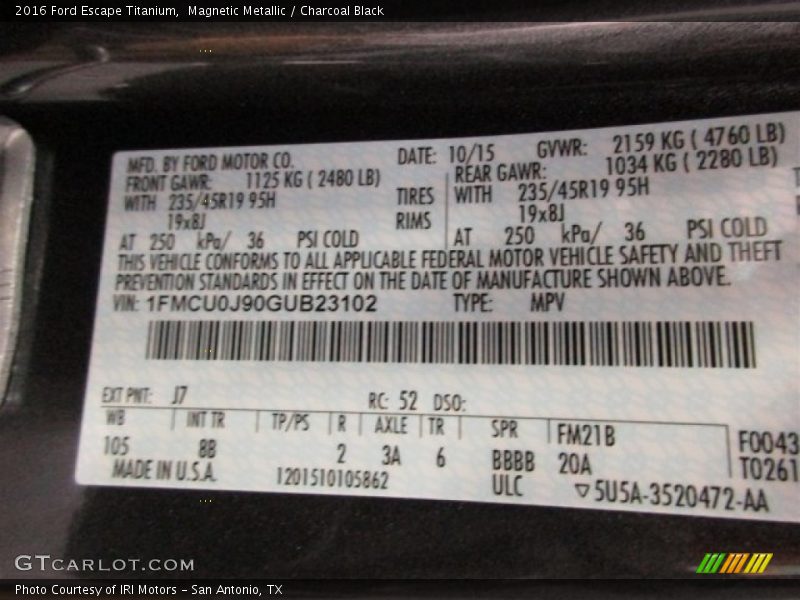 2016 Ford Escape Titanium, Magnetic Metallic / Charcoal Black
MFD. BY FORD MOTOR CO. DATE: 10/15 GVWR: 2159 KG ( 4760 LB)
FRONT GAWR: 1125 KG ( 2480 LB) REAR GAWR: 1034 KG ( 2280 LB)
WITH 235/45R19 95H TIRES WITH 235/45R19 95H
19x8J RIMS 19x8J
AT 250 kPa/ 36 PSI COLD AT 250 kPa/ 36 PSI COLD
THIS VEHICLE CONFORMS TO ALL APPLICABLE FEDERAL MOTOR VEHICLE SAFETY AND THEFT
PREVENTION STANDARDS IN EFFECT ON THE DATE OF MANUFACTURE SHOWN ABOVE.
VIN: 1FMCU0J90GUB23102 TYPE: MPV
EXT PNT: J7 RC: 52 DSO:
WB INT TR TP/PS R AXLE TR SPR FM21B F0043
105 8B 2 3A 6 BBBB 20A T0261
MADE IN U.S.A. 1201510105862 ULC ▽5U5A-3520472-AA
GTCARLOT.COM
Photo Courtesy of IRI Motors - San Antonio, TX